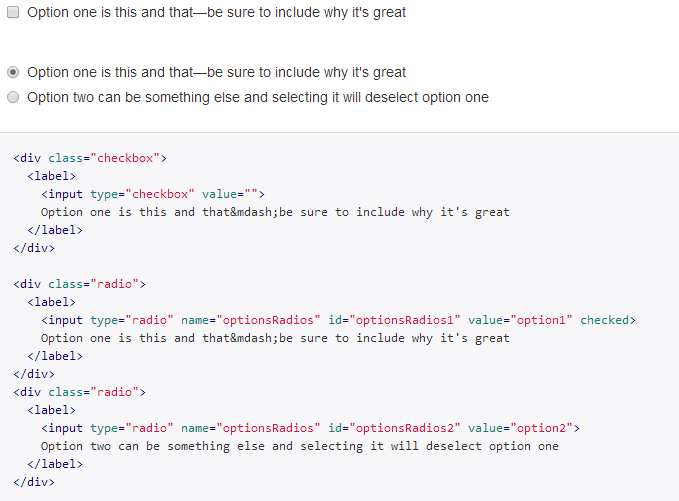 Option one is this and that—be sure to include why it's great
Option one is this and that—be sure to include why it's great
Option two can be something else and selecting it will deselect option one
<div class="checkbox">
  <label>
    <input type="checkbox" value="">
    Option one is this and that&mdash;be sure to include why it's great
  </label>
</div>

<div class="radio">
  <label>
    <input type="radio" name="optionsRadios" id="optionsRadios1" value="option1" checked>
    Option one is this and that&mdash;be sure to include why it's great
  </label>
</div>
<div class="radio">
  <label>
    <input type="radio" name="optionsRadios" id="optionsRadios2" value="option2">
    Option two can be something else and selecting it will deselect option one
  </label>
</div>